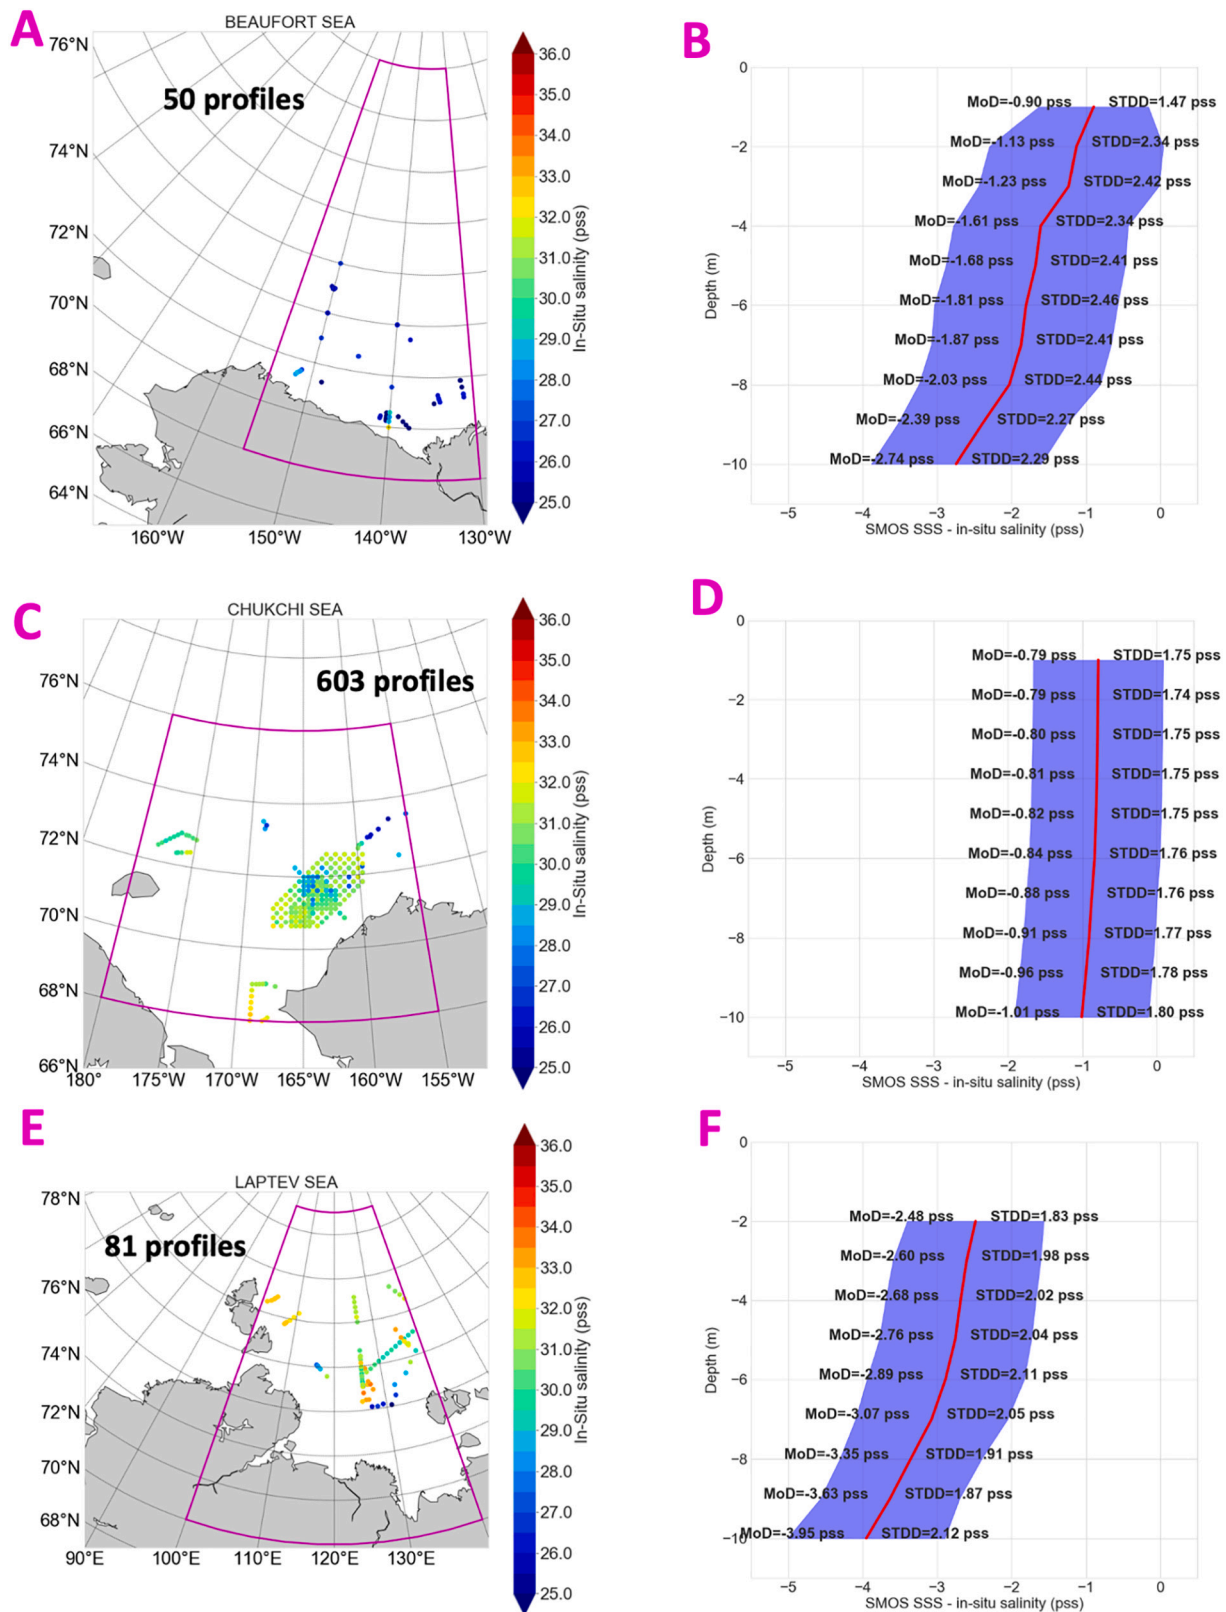 A
BEAUFORT SEA
50 profiles
76°N
74°N
72°N
70°N
68°N
66°N
64°N
160°W 150°W 140°W 130°W
36.0
35.0
34.0
33.0
32.0
31.0
30.0
29.0
28.0
27.0
26.0
25.0
In-Situ salinity (pss)
B
0
−2
−4
−6
−8
−10
Depth (m)
MoD=-0.90 pss STDD=1.47 pss
MoD=-1.13 pss STDD=2.34 pss
MoD=-1.23 pss STDD=2.42 pss
MoD=-1.61 pss STDD=2.34 pss
MoD=-1.68 pss STDD=2.41 pss
MoD=-1.81 pss STDD=2.46 pss
MoD=-1.87 pss STDD=2.41 pss
MoD=-2.03 pss STDD=2.44 pss
MoD=-2.39 pss STDD=2.27 pss
MoD=-2.74 pss STDD=2.29 pss
−5 −4 −3 −2 −1 0
SMOS SSS - in-situ salinity (pss)
C
CHUKCHI SEA
603 profiles
76°N
74°N
72°N
70°N
68°N
66°N
180° 175°W 170°W 165°W 160°W 155°W
36.0
35.0
34.0
33.0
32.0
31.0
30.0
29.0
28.0
27.0
26.0
25.0
In-Situ salinity (pss)
D
0
−2
−4
−6
−8
−10
Depth (m)
MoD=-0.79 pss STDD=1.75 pss
MoD=-0.79 pss STDD=1.74 pss
MoD=-0.80 pss STDD=1.75 pss
MoD=-0.81 pss STDD=1.75 pss
MoD=-0.82 pss STDD=1.75 pss
MoD=-0.84 pss STDD=1.76 pss
MoD=-0.88 pss STDD=1.76 pss
MoD=-0.91 pss STDD=1.77 pss
MoD=-0.96 pss STDD=1.78 pss
MoD=-1.01 pss STDD=1.80 pss
−5 −4 −3 −2 −1 0
SMOS SSS - in-situ salinity (pss)
E
LAPTEV SEA
81 profiles
78°N
76°N
74°N
72°N
70°N
68°N
90°E 100°E 110°E 120°E 130°E
36.0
35.0
34.0
33.0
32.0
31.0
30.0
29.0
28.0
27.0
26.0
25.0
In-Situ salinity (pss)
F
0
−2
−4
−6
−8
−10
Depth (m)
MoD=-2.48 pss STDD=1.83 pss
MoD=-2.60 pss STDD=1.98 pss
MoD=-2.68 pss STDD=2.02 pss
MoD=-2.76 pss STDD=2.04 pss
MoD=-2.89 pss STDD=2.11 pss
MoD=-3.07 pss STDD=2.05 pss
MoD=-3.35 pss STDD=1.91 pss
MoD=-3.63 pss STDD=1.87 pss
MoD=-3.95 pss STDD=2.12 pss
−5 −4 −3 −2 −1 0
SMOS SSS - in-situ salinity (pss)